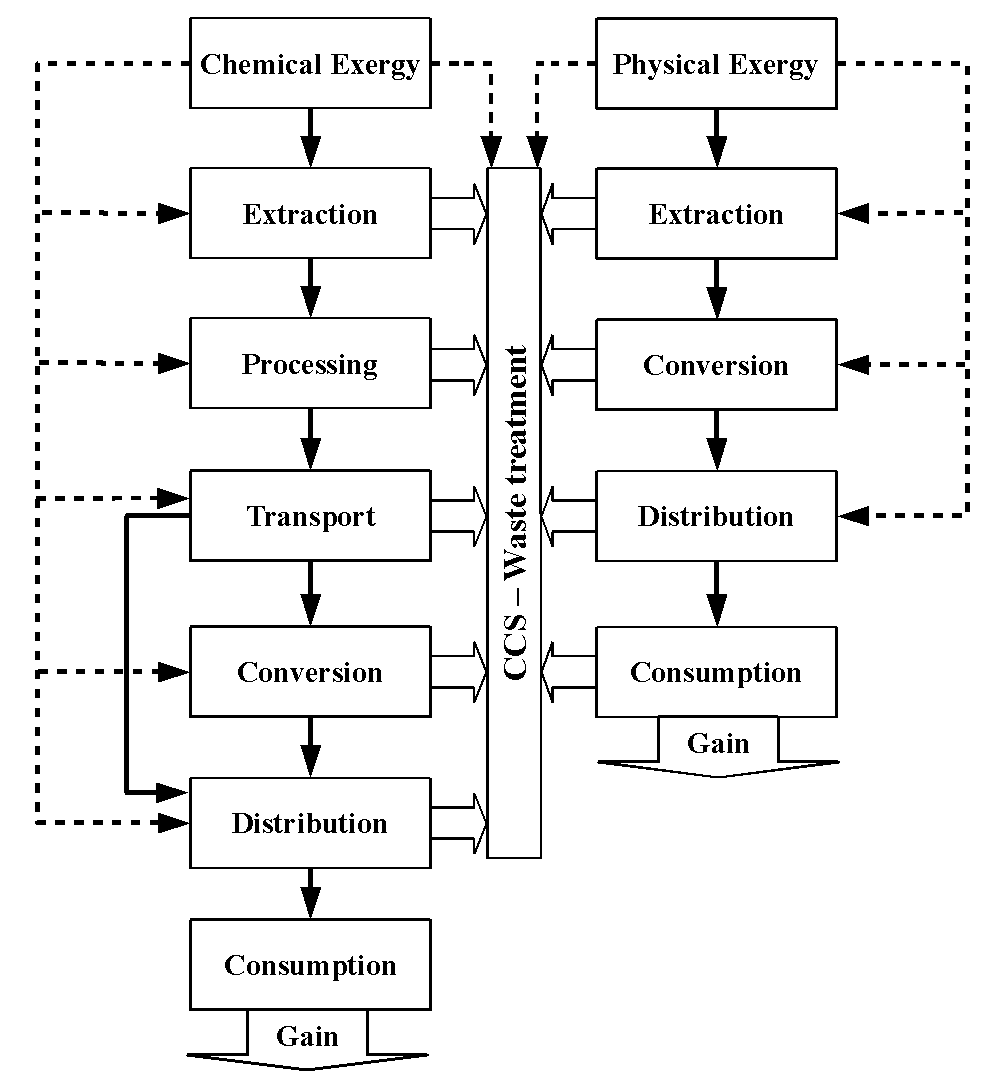 Chemical Exergy
Physical Exergy
Extraction
Extraction
Processing
Conversion
Transport
Distribution
CCS – Waste treatment
Conversion
Consumption
Gain
Distribution
Consumption
Gain